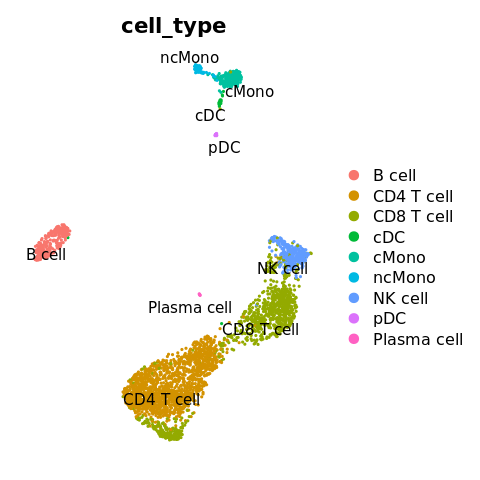 cell_type
ncMono
cMono
cDC
pDC
B cell
NK cell
Plasma cell
CD8 T cell
CD4 T cell
B cell
CD4 T cell
CD8 T cell
cDC
cMono
ncMono
NK cell
pDC
Plasma cell